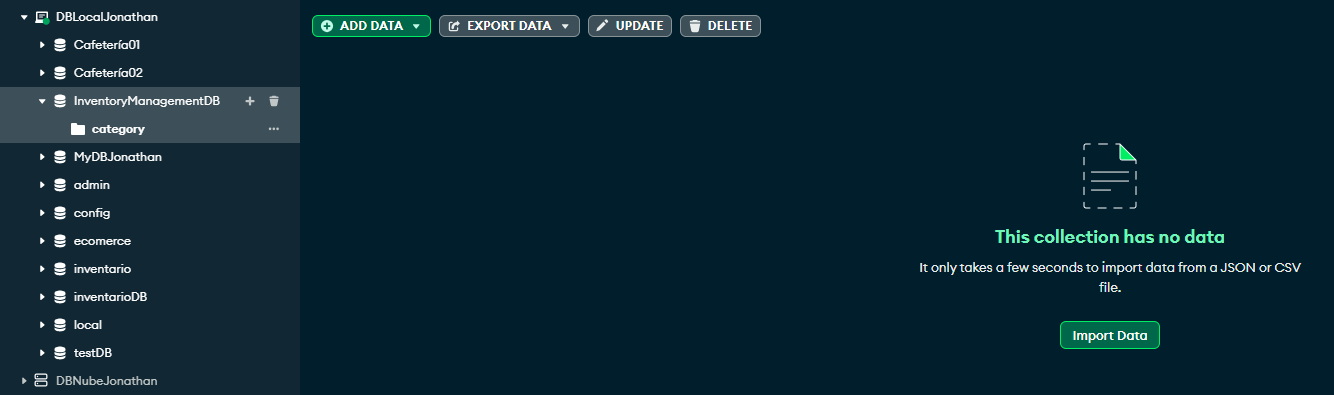 DBLocalJonathan
Cafetería01
Cafetería02
InventoryManagementDB
category
MyDBJonathan
admin
config
ecomerce
inventario
inventarioDB
local
testDB
DBNubeJonathan
ADD DATA EXPORT DATA UPDATE DELETE
This collection has no data
It only takes a few seconds to import data from a JSON or CSV
file.
Import Data